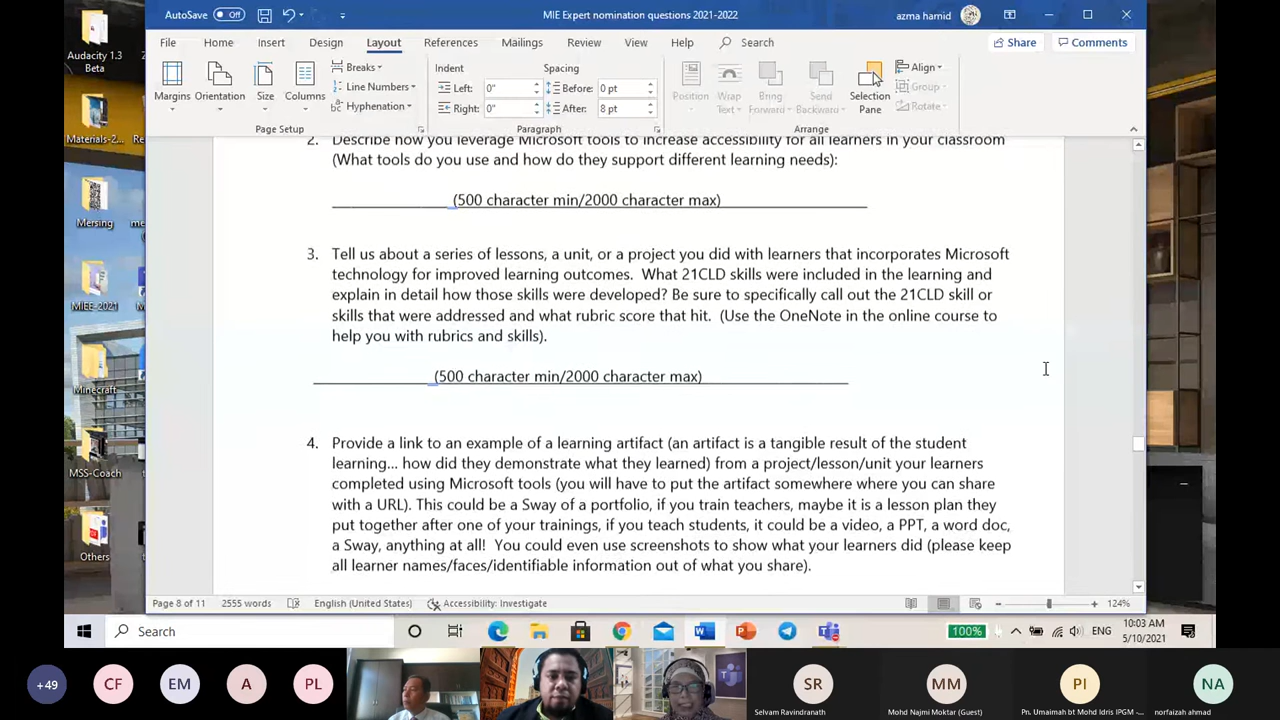 Audacity 1.3
Beta
Materials-2...
Re
Mersing
me
MIEE-2021
Minecraft
MSS-Coach
Others
AutoSave
Off
MIE Expert nomination questions 2021-2022
azma hamid
File
Home
Insert
Design
Layout
References
Mailings
Review
View
Help
Search
Share
Comments
Margins
Orientation
Size
Columns
Breaks
Line Numbers
Hyphenation
Page Setup
Indent
Left: 0"
Right: 0"
Spacing
Before: 0 pt
After: 8 pt
Paragraph
Position
Wrap
Text
Bring
Forward
Send
Backward
Selection
Pane
Align
Group
Rotate
Arrange
2. Describe how you leverage Microsoft tools to increase accessibility for all learners in your classroom
(What tools do you use and how do they support different learning needs):
(500 character min/2000 character max)
3. Tell us about a series of lessons, a unit, or a project you did with learners that incorporates Microsoft
technology for improved learning outcomes. What 21CLD skills were included in the learning and
explain in detail how those skills were developed? Be sure to specifically call out the 21CLD skill or
skills that were addressed and what rubric score that hit. (Use the OneNote in the online course to
help you with rubrics and skills).
(500 character min/2000 character max)
4. Provide a link to an example of a learning artifact (an artifact is a tangible result of the student
learning... how did they demonstrate what they learned) from a project/lesson/unit your learners
completed using Microsoft tools (you will have to put the artifact somewhere where you can share
with a URL). This could be a Sway of a portfolio, if you train teachers, maybe it is a lesson plan they
put together after one of your trainings, if you teach students, it could be a video, a PPT, a word doc,
a Sway, anything at all! You could even use screenshots to show what your learners did (please keep
all learner names/faces/identifiable information out of what you share).
Page 8 of 11
2555 words
English (United States)
Accessibility: Investigate
124%
Search
100%
ENG
10:03 AM
5/10/2021
+49
CF
EM
A
PL
SR
Selvam Ravindranath
MM
Mohd Najmi Moktar (Guest)
PI
Pn. Umaimah bt Mohd Idris IPGM -...
NA
norfaizah ahmad